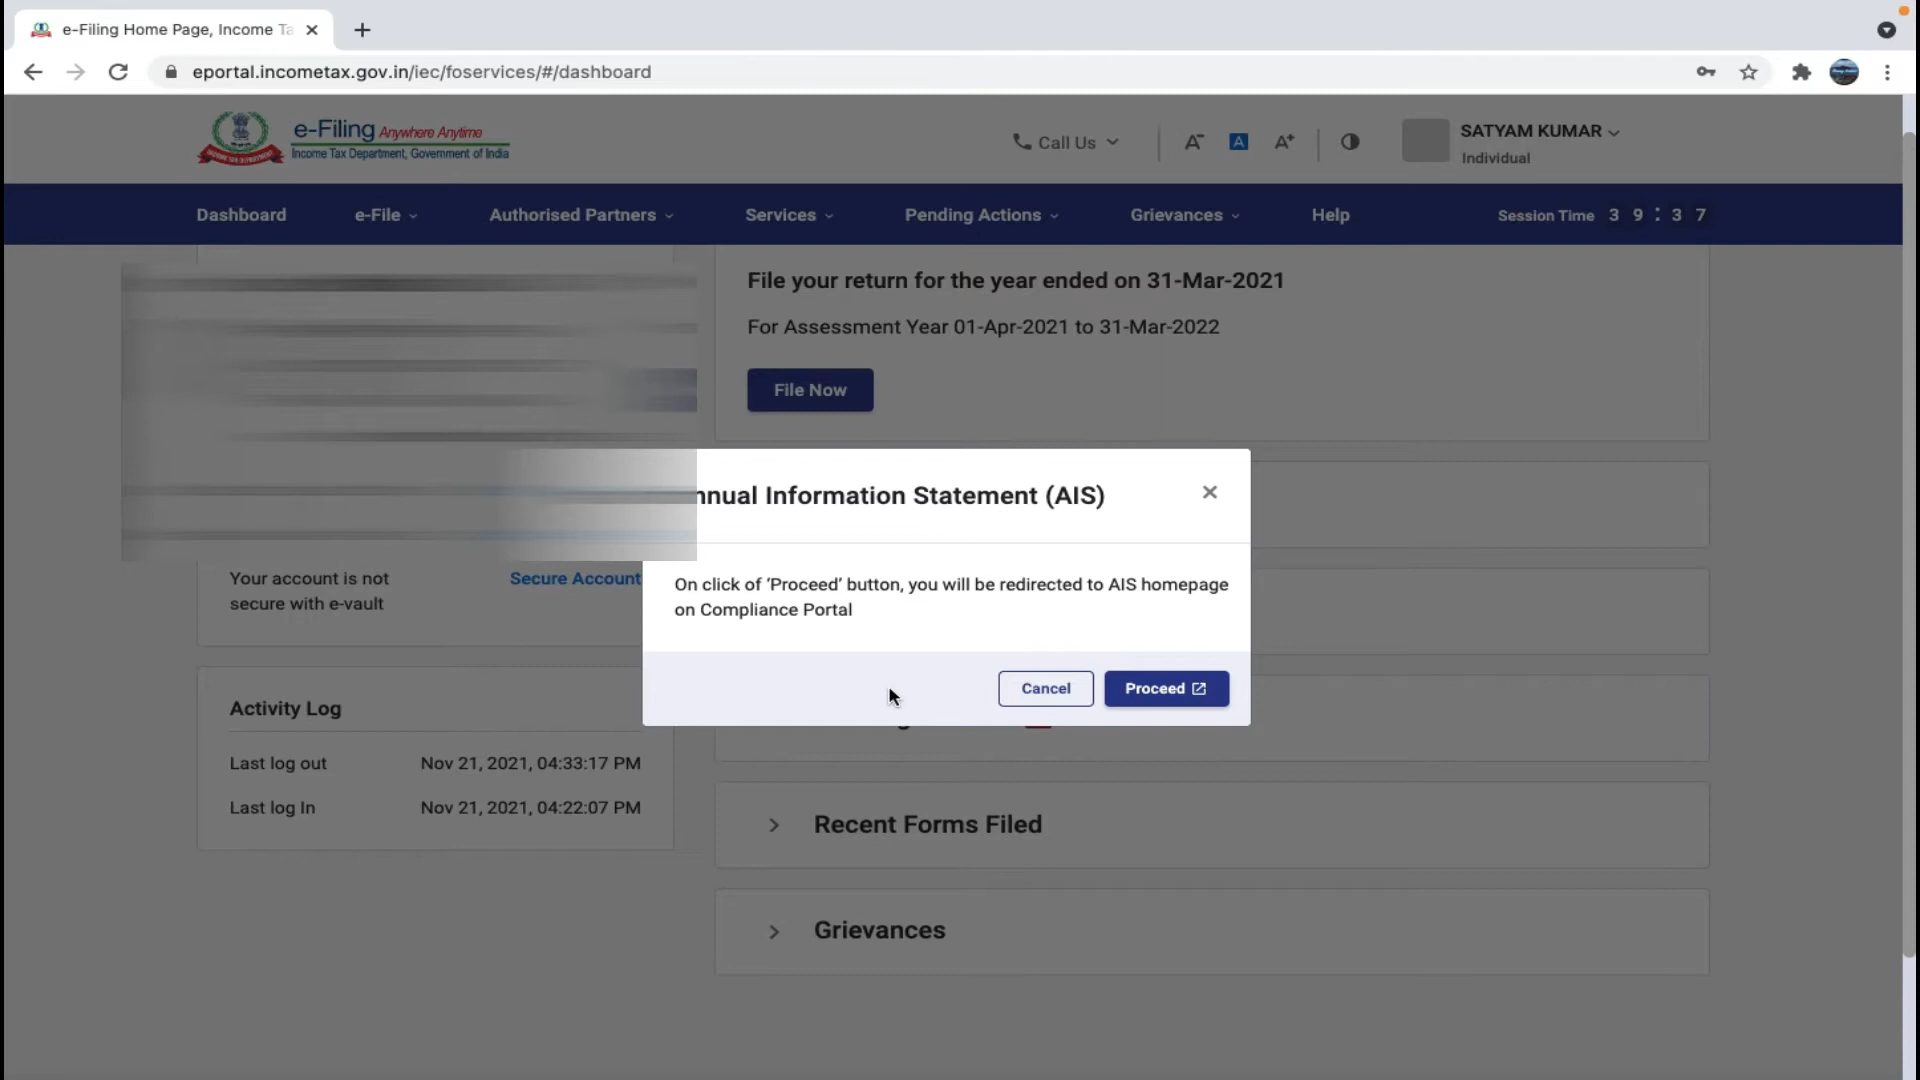 e-Filing Home Page, Income Ta
eportal.incometax.gov.in/iec/foservices/#/dashboard
e-Filing Anywhere Anytime
Income Tax Department, Government of India
Call Us
A-
A
A+
SATYAM KUMAR
Individual
Dashboard
e-File
Authorised Partners
Services
Pending Actions
Grievances
Help
Session Time 39:37
File your return for the year ended on 31-Mar-2021
For Assessment Year 01-Apr-2021 to 31-Mar-2022
File Now
nnual Information Statement (AIS)
On click of ‘Proceed’ button, you will be redirected to AIS homepage
on Compliance Portal
Cancel
Proceed
Your account is not
secure with e-vault
Secure Account
Activity Log
Last log out Nov 21, 2021, 04:33:17 PM
Last log In Nov 21, 2021, 04:22:07 PM
Recent Forms Filed
Grievances